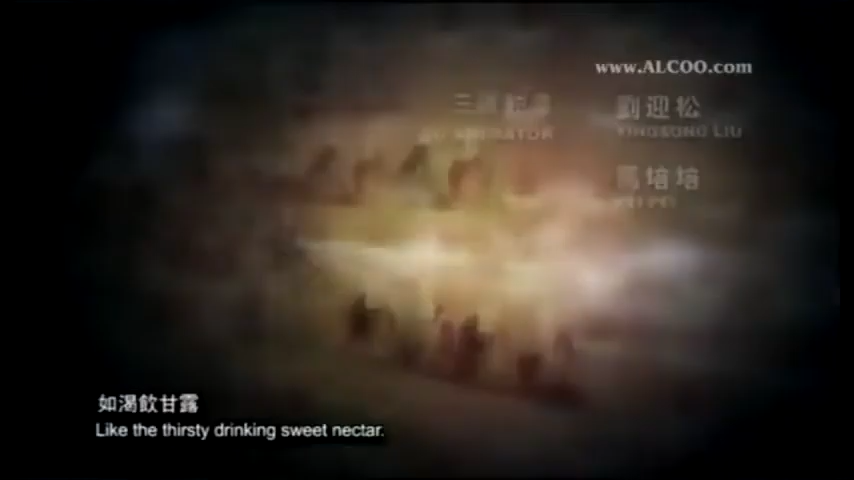 www.ALCOO.com
劉迎松
YINGSONG LIU
馬培培
如渴飲甘露
Like the thirsty drinking sweet nectar.